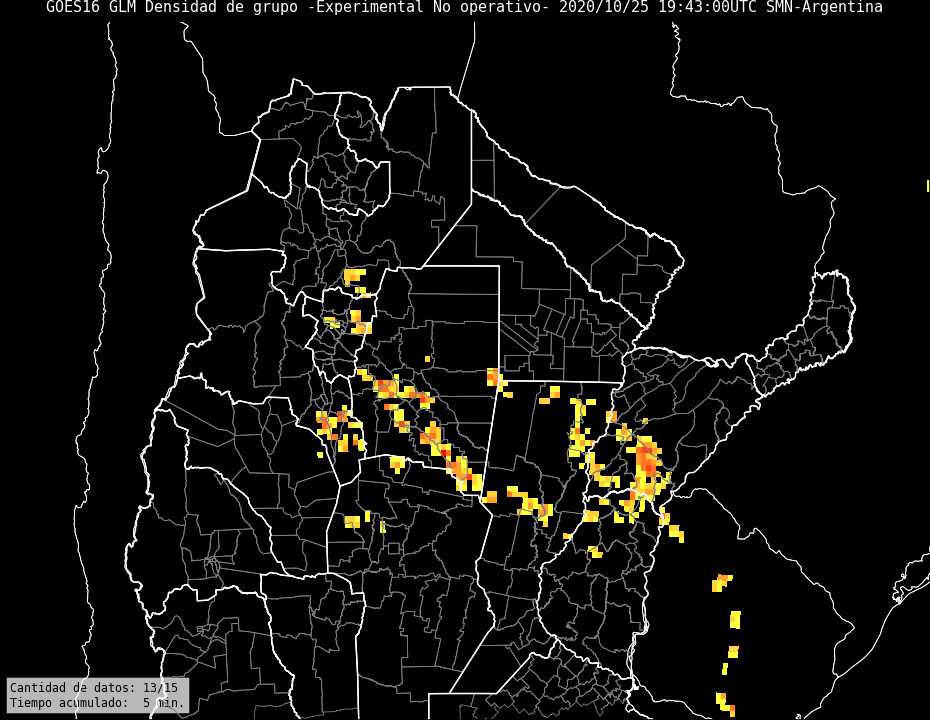 GOES16 GLM Densidad de grupo -Experimental No operativo- 2020/10/25 19:43:00UTC SMN-Argentina
Cantidad de datos: 13/15
Tiempo acumulado:  5 min.